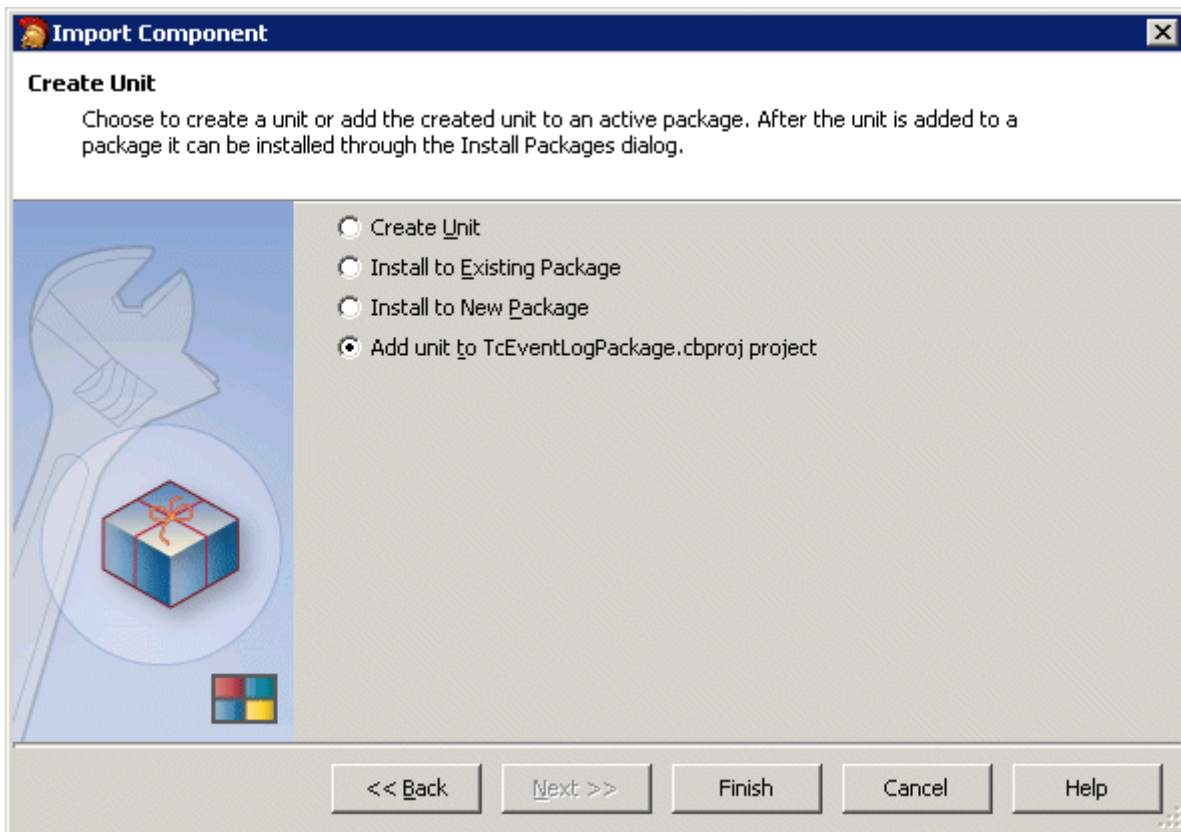 Import Component
Create Unit
Choose to create a unit or add the created unit to an active package. After the unit is added to a
package it can be installed through the Install Packages dialog.
Create Unit
Install to Existing Package
Install to New Package
Add unit to TcEventLogPackage.cbproj project
<< Back
Next >>
Finish
Cancel
Help